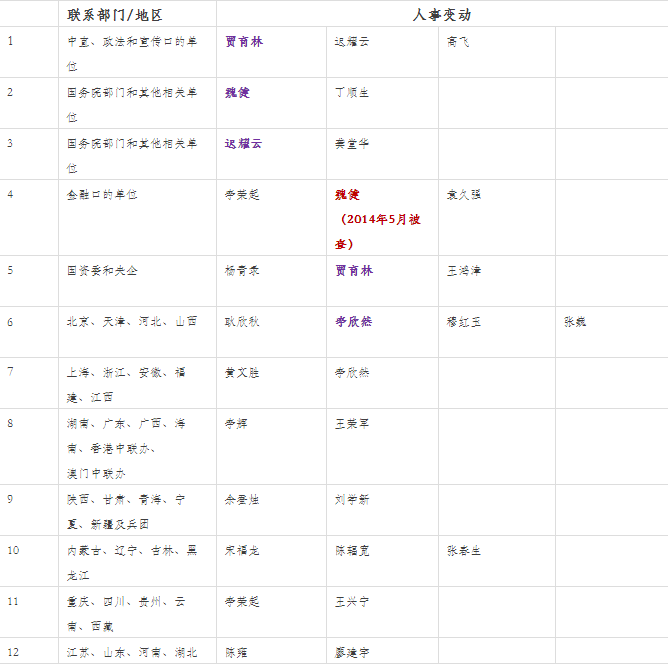 联系部门/地区 人事变动
1 中直、政法和宣传口的单 贾育林 迟耀云 高飞
位
2 国务院部门和其他相关单 魏健 丁顺生
位
3 国务院部门和其他相关单 迟耀云 龚堂华
位
4 金融口的单位 李荣彪 魏健 袁久强
（2014年5月被
查）
5 国资委和央企 杨青泉 贾育林 王鸿津
6 北京、天津、河北、山西 耿欣秋 李欣然 穆红玉 张巍
7 上海、浙江、安徽、福 黄文胜 李欣然
建、江西
8 湖南、广东、广西、海 李辉 王荣军
南、香港中联办、
澳门中联办
9 陕西、甘肃、青海、宁 余昏烛 刘学新
夏、新疆及兵团
10 内蒙古、辽宁、吉林、黑 宋福龙 陈超英 张春生
龙江
11 重庆、四川、贵州、云 李荣彪 王兴宁
南、西藏
12 江苏、山东、河南、湖北 陈雍 廖建宇